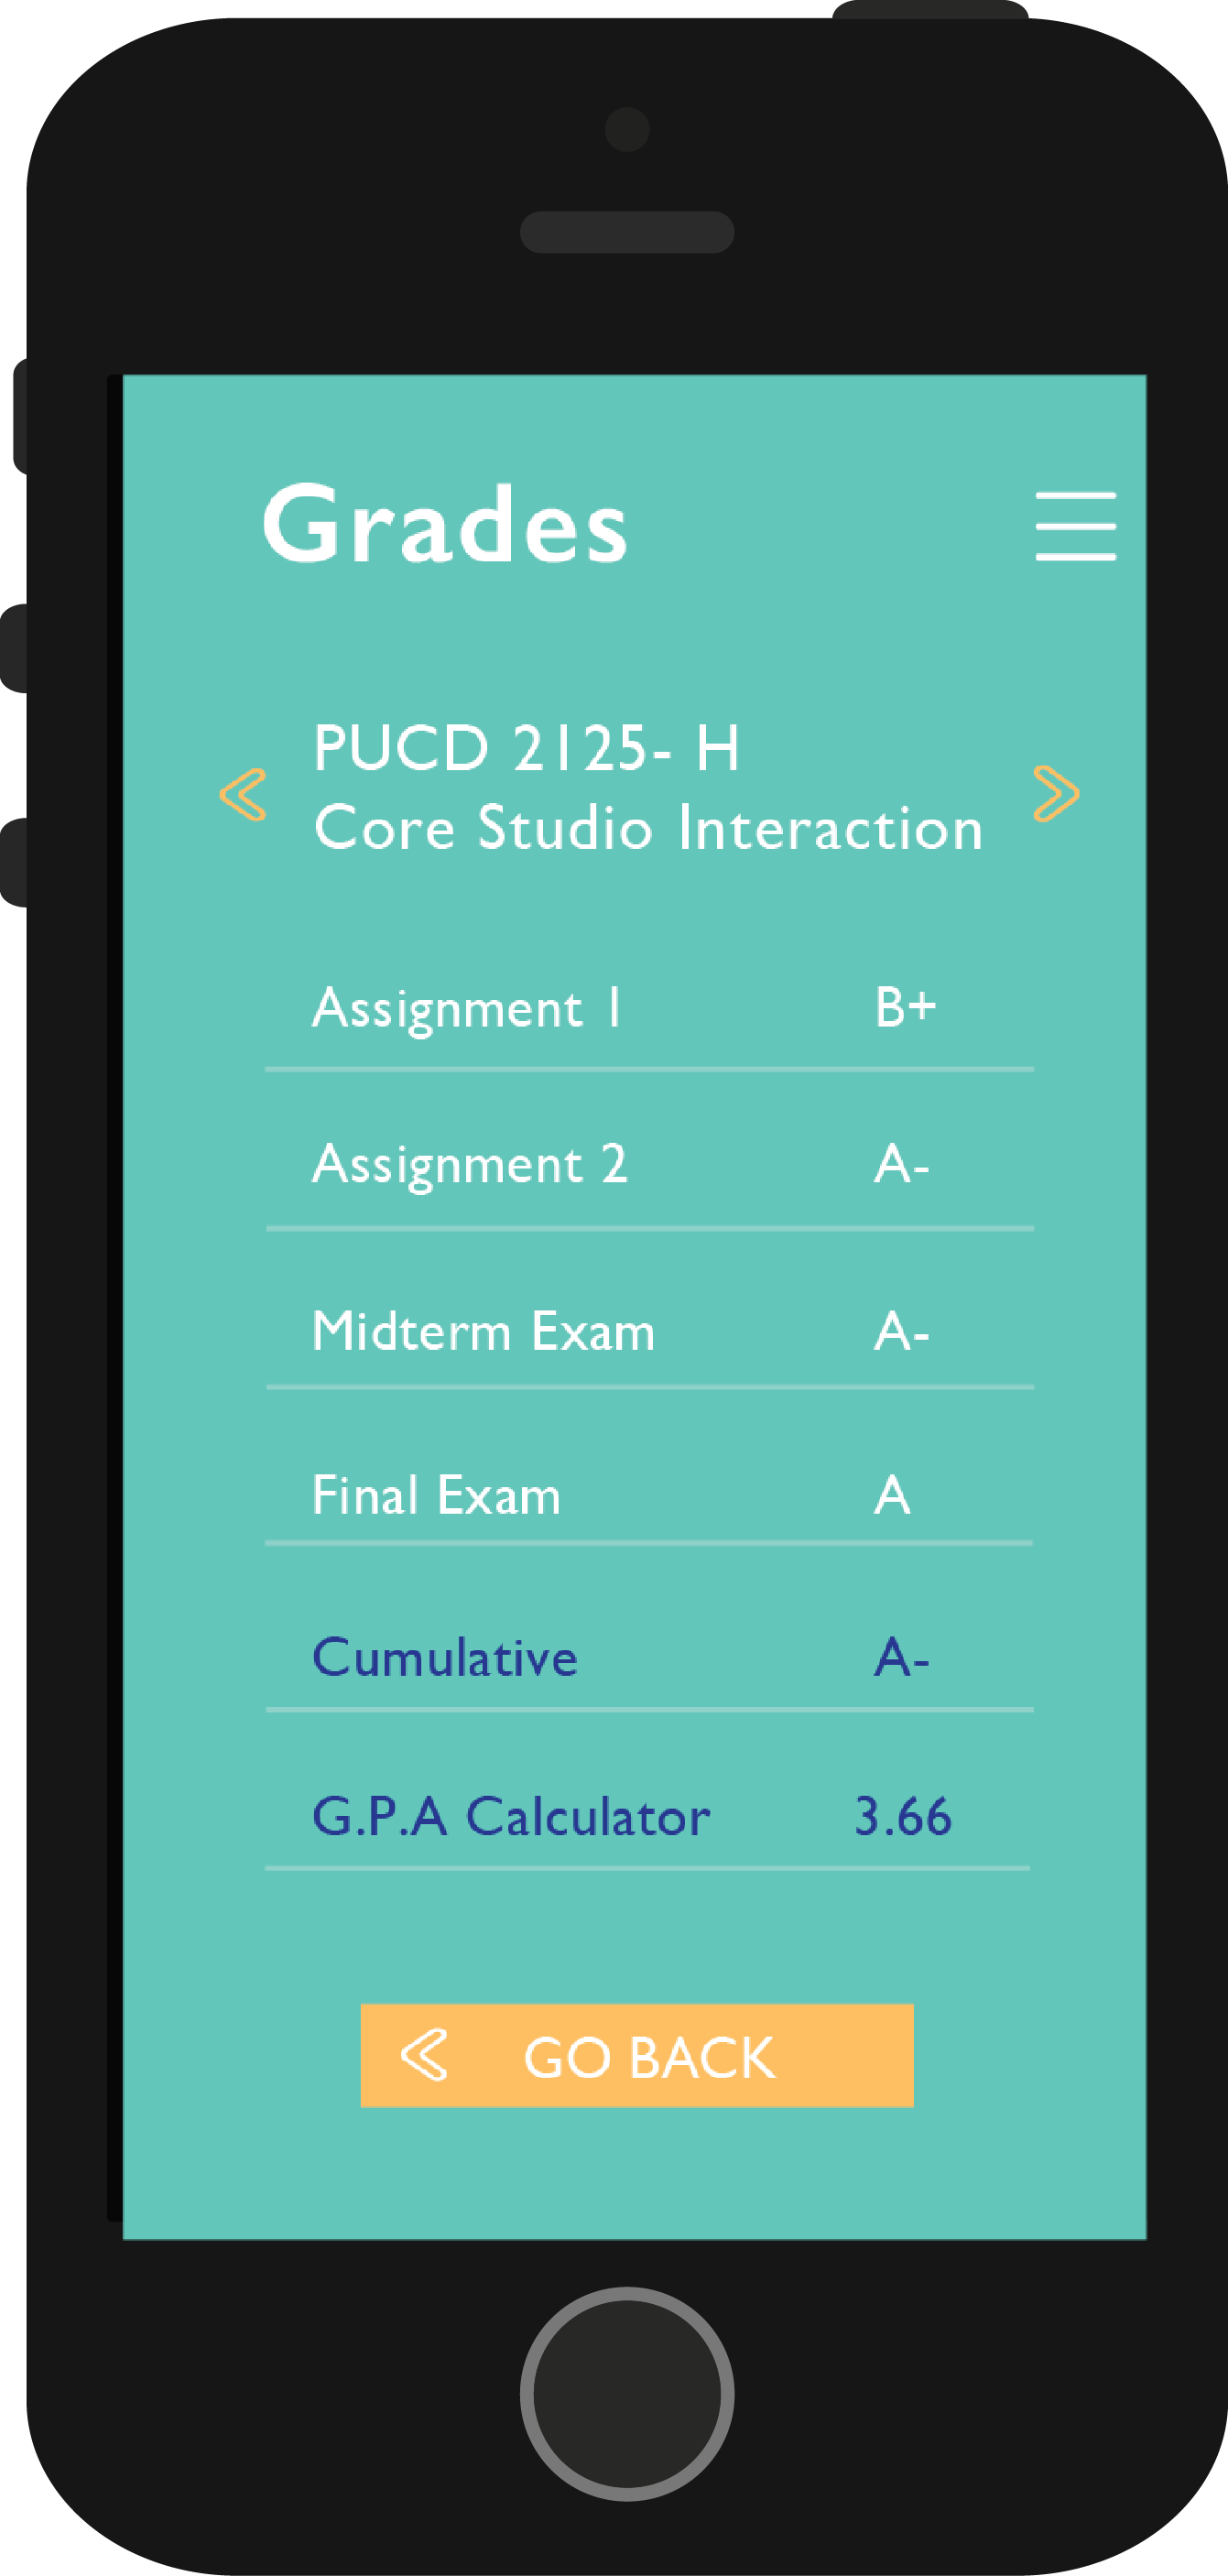 Grades
PUCD 2125- H
Core Studio Interaction
Assignment 1 B+
Assignment 2 A-
Midterm Exam A-
Final Exam A
Cumulative A-
G.P.A Calculator 3.66
GO BACK